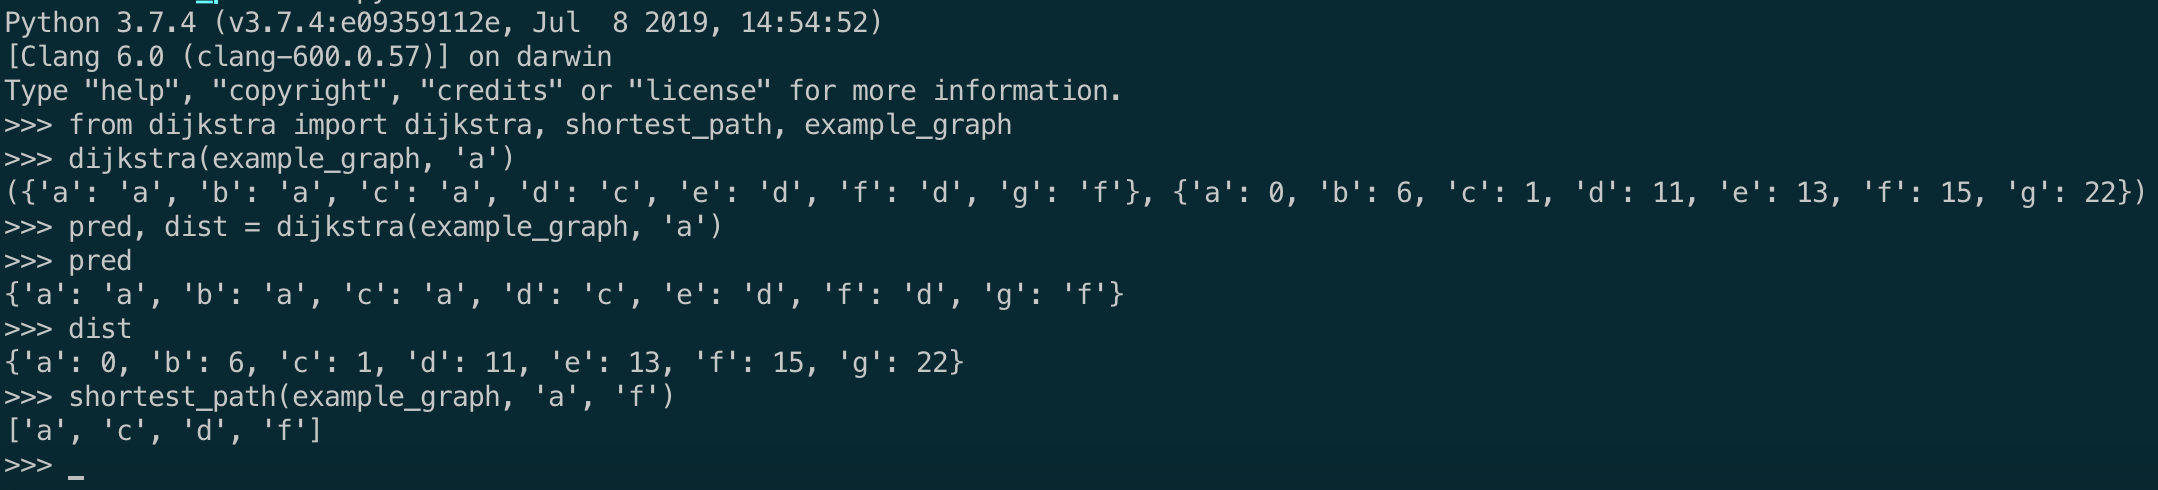 Python 3.7.4 (v3.7.4:e09359112e, Jul  8 2019, 14:54:52)
[Clang 6.0 (clang-600.0.57)] on darwin
Type "help", "copyright", "credits" or "license" for more information.
>>> from dijkstra import dijkstra, shortest_path, example_graph
>>> dijkstra(example_graph, 'a')
({'a': 'a', 'b': 'a', 'c': 'a', 'd': 'c', 'e': 'd', 'f': 'd', 'g': 'f'}, {'a': 0, 'b': 6, 'c': 1, 'd': 11, 'e': 13, 'f': 15, 'g': 22})
>>> pred, dist = dijkstra(example_graph, 'a')
>>> pred
{'a': 'a', 'b': 'a', 'c': 'a', 'd': 'c', 'e': 'd', 'f': 'd', 'g': 'f'}
>>> dist
{'a': 0, 'b': 6, 'c': 1, 'd': 11, 'e': 13, 'f': 15, 'g': 22}
>>> shortest_path(example_graph, 'a', 'f')
['a', 'c', 'd', 'f']
>>> _